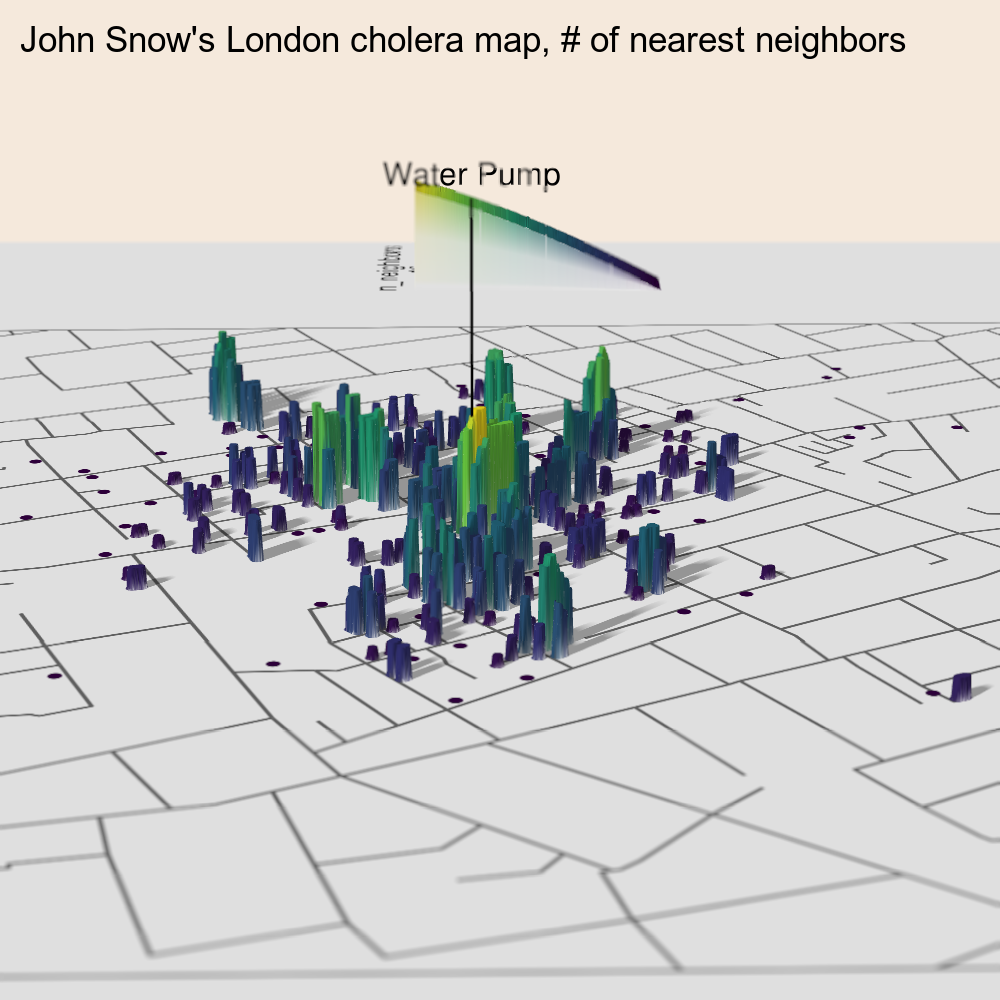 John Snow's London cholera map, # of nearest neighbors
Water Pump
n_neighbors